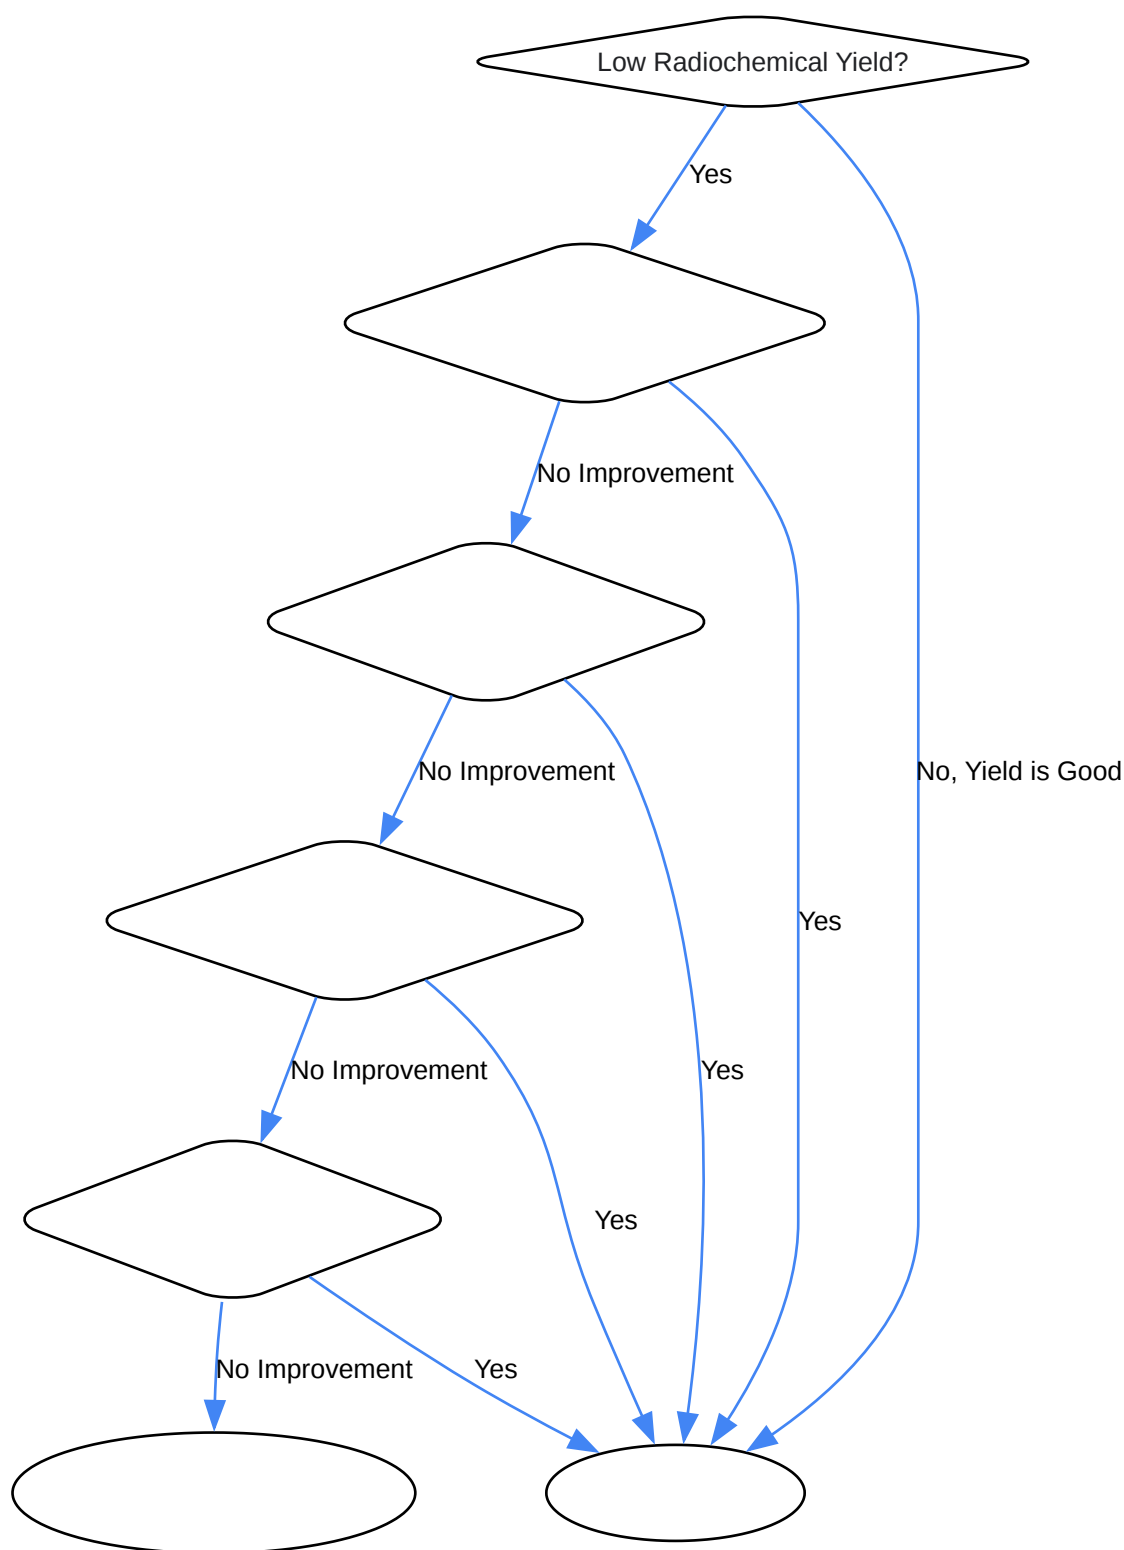 Low Radiochemical Yield?
Yes
No Improvement
No Improvement
No, Yield is Good
Yes
No Improvement
Yes
Yes
No Improvement
Yes